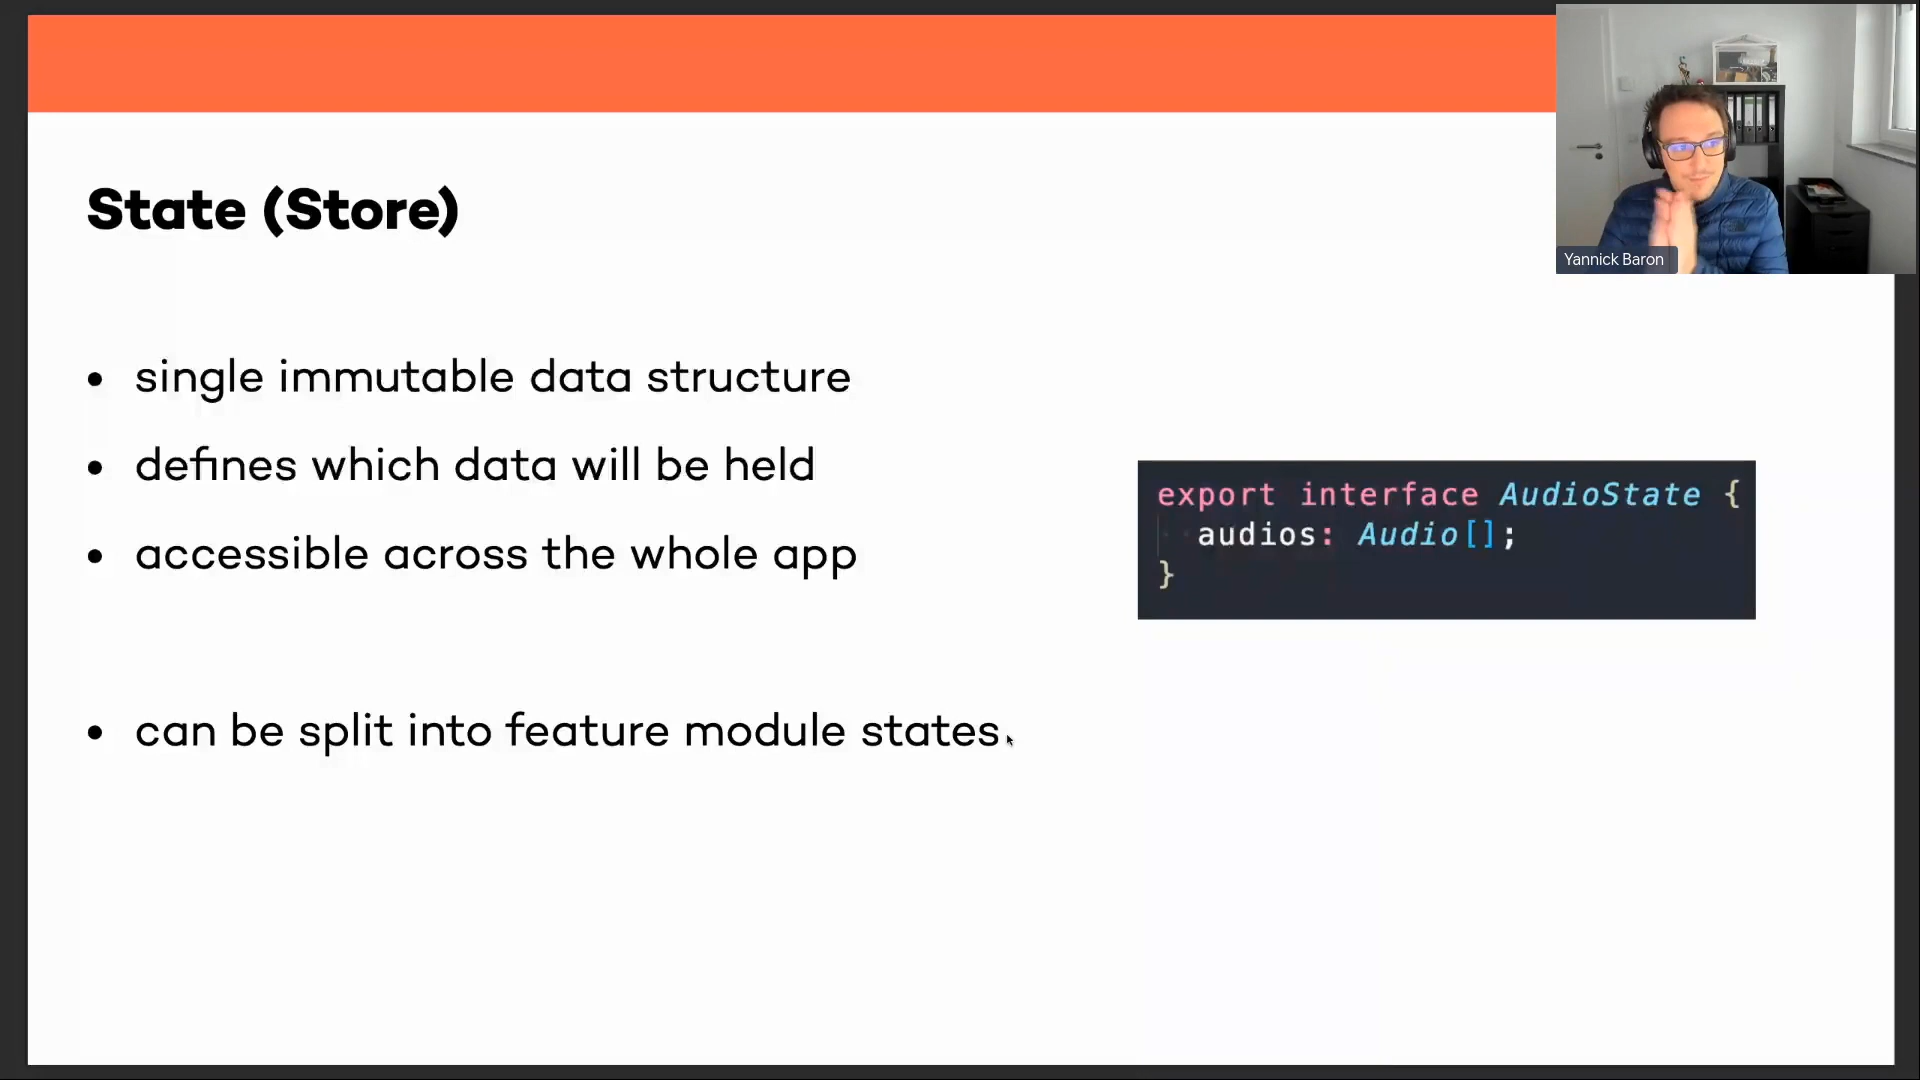 State (Store)
• single immutable data structure
• defines which data will be held
• accessible across the whole app
• can be split into feature module states
export interface AudioState {
audios: Audio[];
}
Yannick Baron